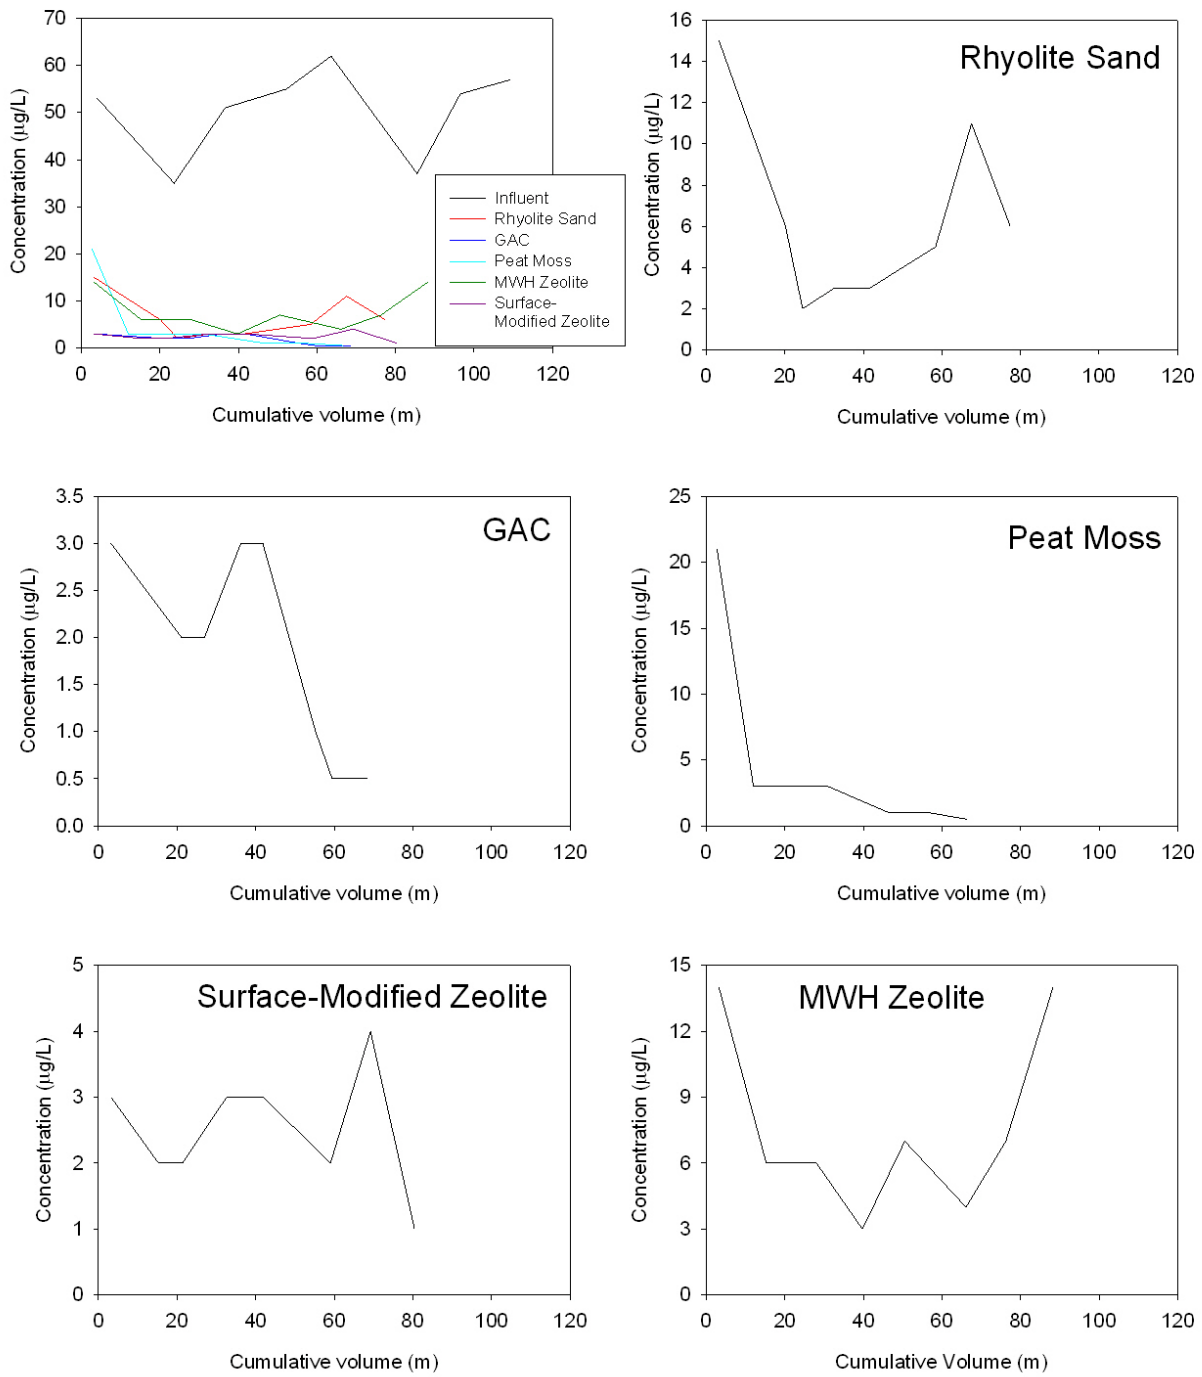 70
60
50
40
30
20
10
0
Concentration (µg/L)
0 20 40 60 80 100 120
Cumulative volume (m)
Influent
Rhyolite Sand
GAC
Peat Moss
MWH Zeolite
Surface-
Modified Zeolite
Rhyolite Sand
16
14
12
10
8
6
4
2
0
Concentration (µg/L)
0 20 40 60 80 100 120
Cumulative volume (m)
GAC
3.5
3.0
2.5
2.0
1.5
1.0
0.5
0.0
Concentration (µg/L)
0 20 40 60 80 100 120
Cumulative volume (m)
Peat Moss
25
20
15
10
5
0
Concentration (µg/L)
0 20 40 60 80 100 120
Cumulative volume (m)
Surface-Modified Zeolite
5
4
3
2
1
0
Concentration (µg/L)
0 20 40 60 80 100 120
Cumulative volume (m)
MWH Zeolite
15
12
9
6
3
0
Concentration (µg/L)
0 20 40 60 80 100 120
Cumulative Volume (m)